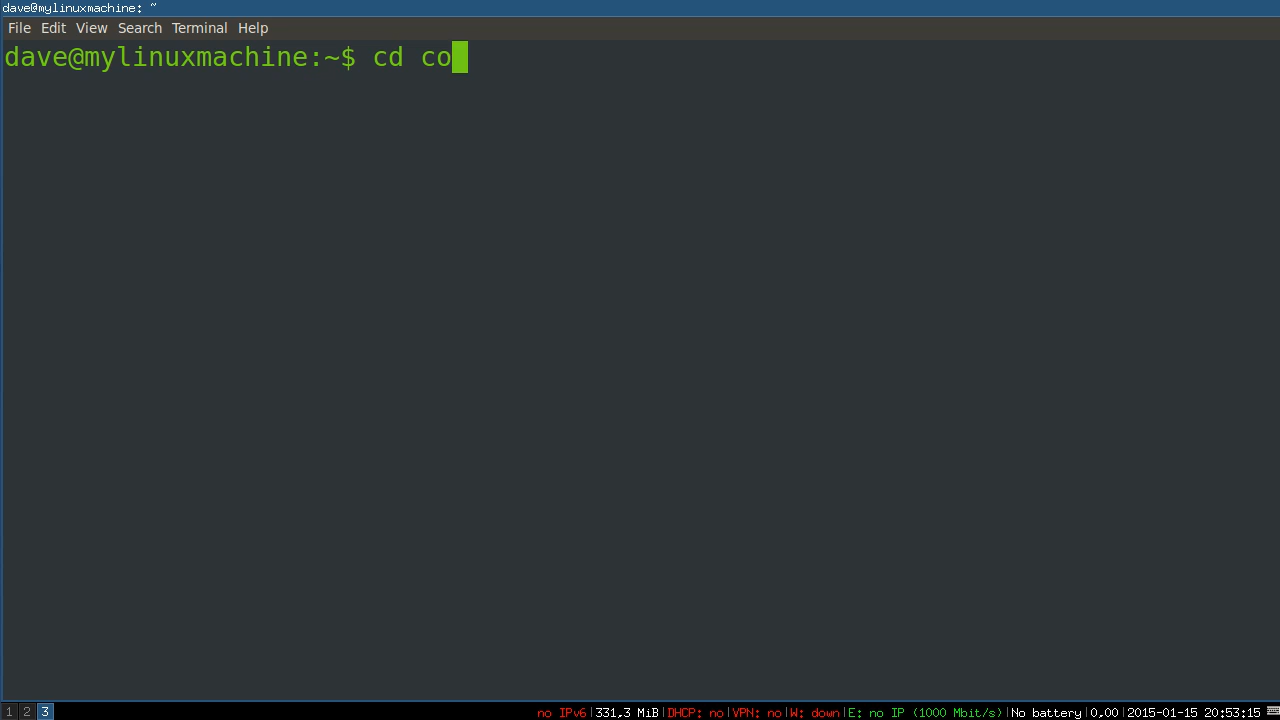 dave@mylinuxmachine: ~
File Edit View Search Terminal Help
dave@mylinuxmachine:~$ cd co
1 2 3 no IPv6|331,3 MiB|DHCP: no|VPN: no|W: down|E: no IP (1000 Mbit/s)|No battery|0,00|2015-01-15 20:53:15